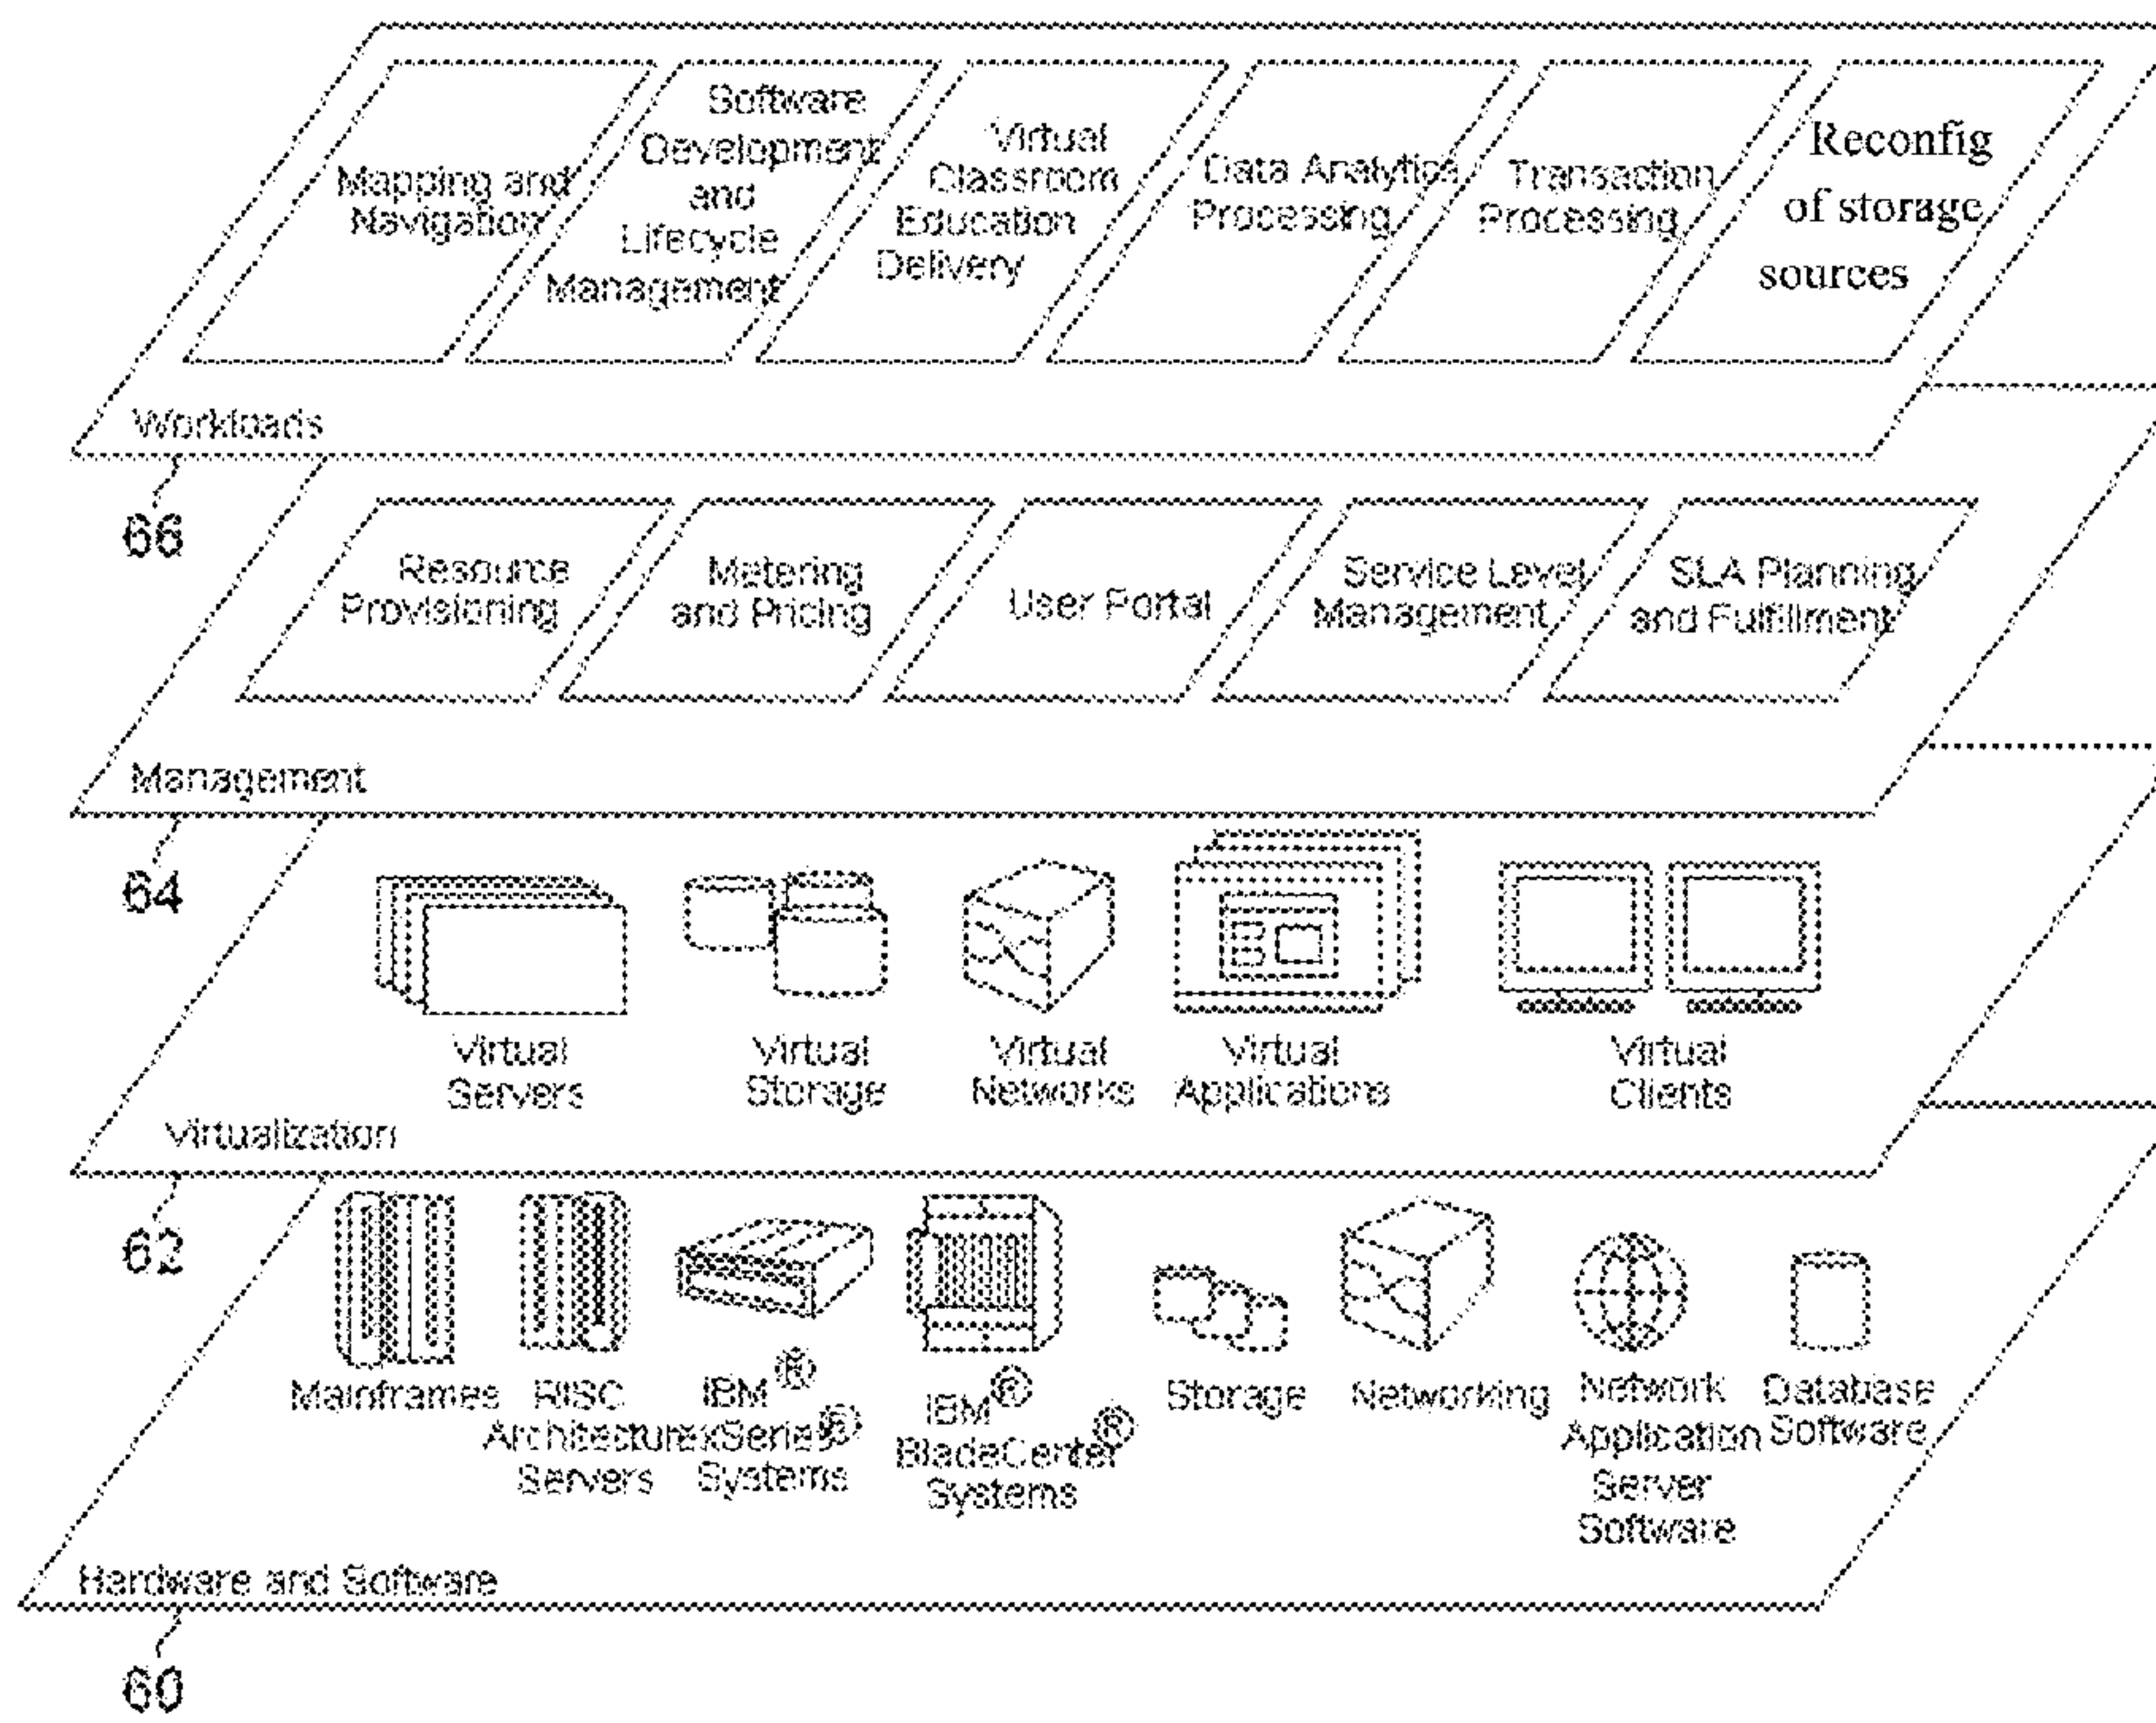 Mapping and
Navigation
Software
Development
and
Lifecycle
Management
Virtual
Classroom
Education
Delivery
Data Analytics
Processing
Transaction
Processing
Reconfig
of storage
sources
Workloads
66
Resource
Provisioning
Metering
and Pricing
User Portal
Service Level
Management
SLA Planning
and Fulfillment
Management
64
Virtual
Servers
Virtual
Storage
Virtual
Networks
Virtual
Applications
Virtual
Clients
Virtualization
62
Mainframes
RISC
Architecture
Servers
IBM ®
xSeries ®
Systems
IBM ®
BladeCenter ®
Systems
Storage
Networking
Network
Application
Server
Software
Database
Software
Hardware and Software
60